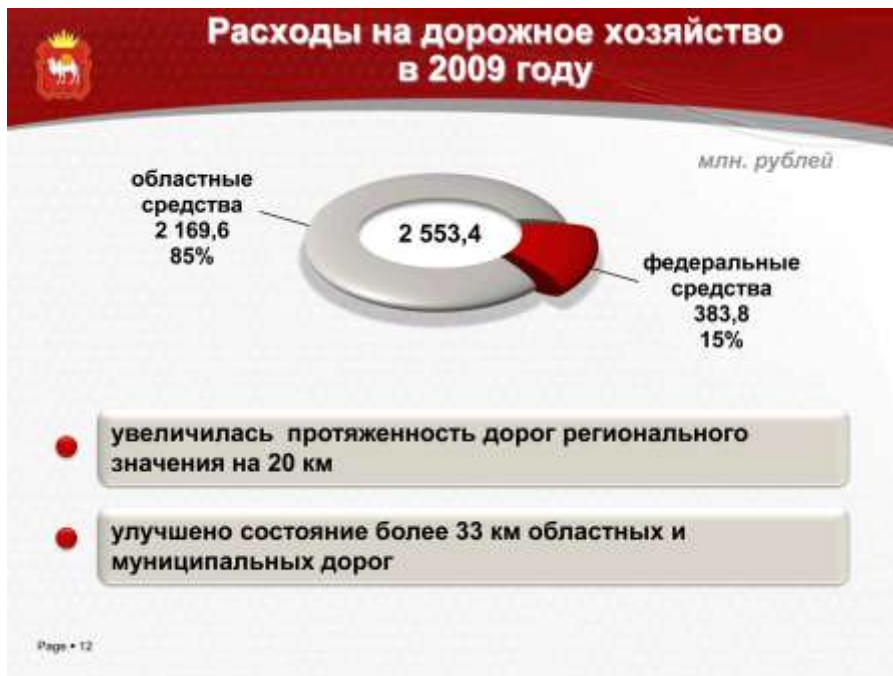 Расходы на дорожное хозяйство
в 2009 году
млн. рублей
областные
средства
2 169,6
85%
2 553,4
федеральные
средства
383,8
15%
увеличилась протяженность дорог регионального
значения на 20 км
улучшено состояние более 33 км областных и
муниципальных дорог
Page • 12